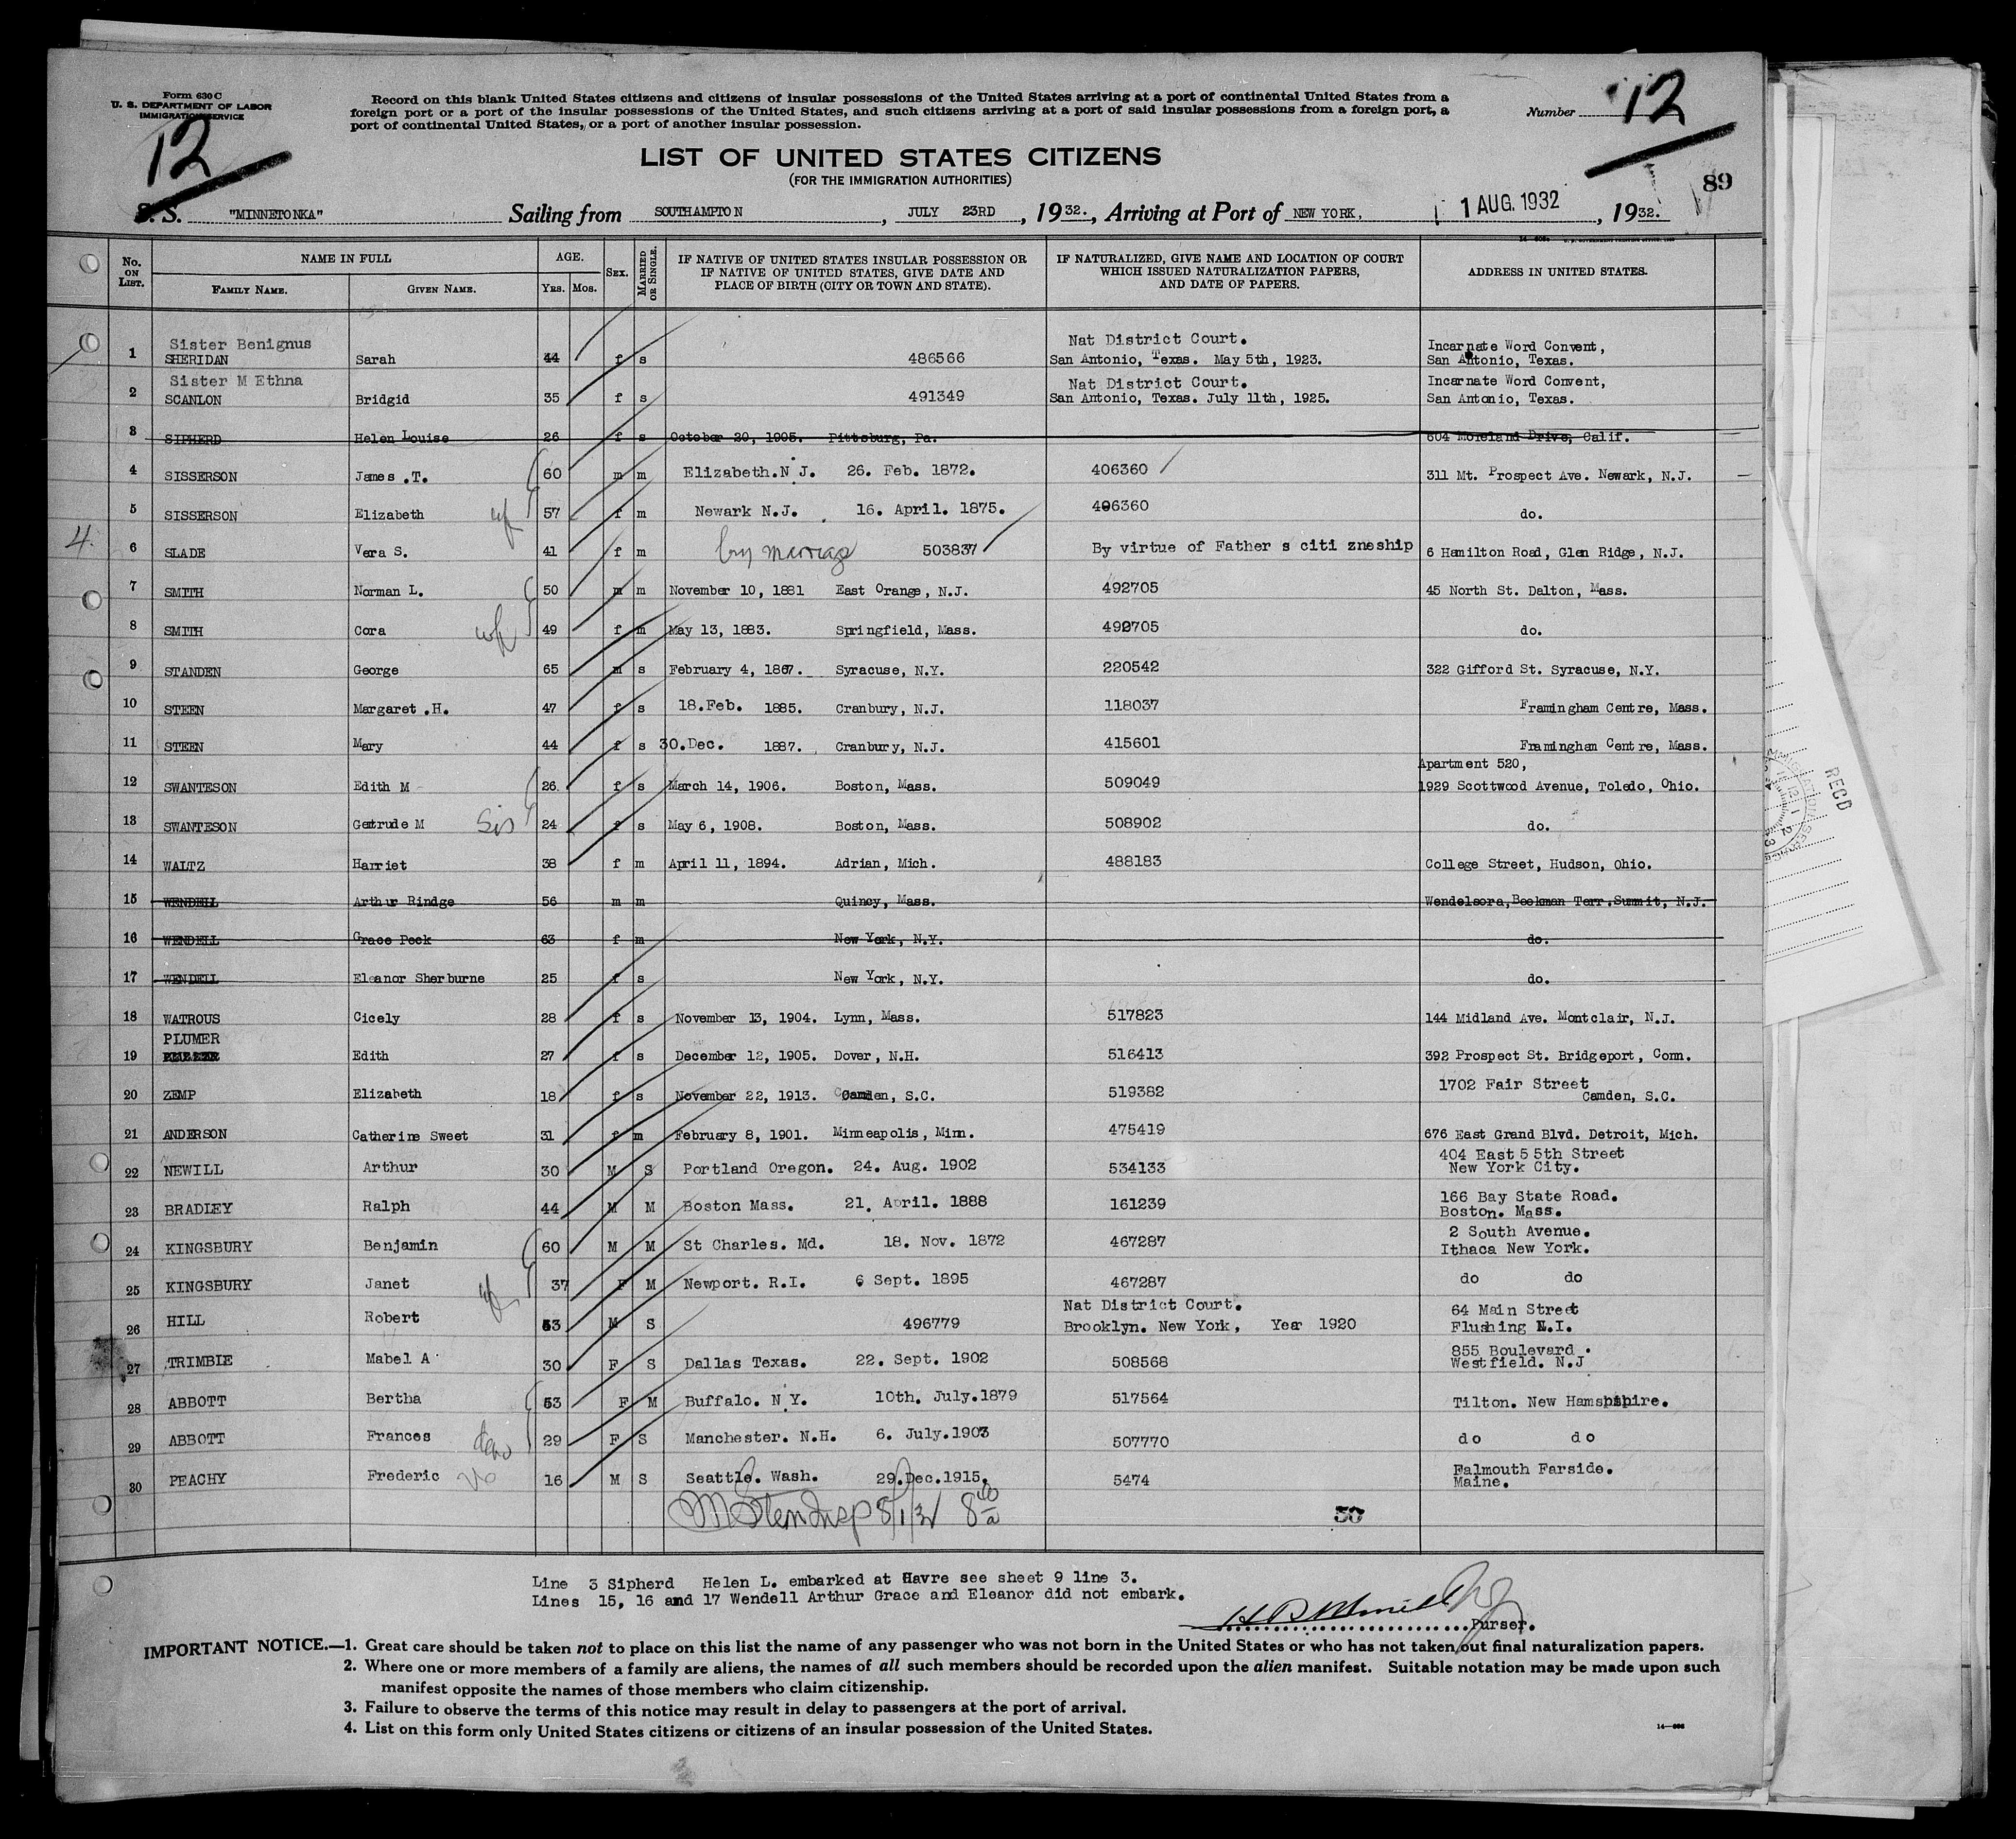 Form 630 C
U. S. DEPARTMENT OF LABOR
IMMIGRATION SERVICE
12
Record on this blank United States citizens and citizens of insular possessions of the United States arriving at a port of continental United States from a
foreign port or a port of the insular possessions of the United States, and such citizens arriving at a port of said insular possessions from a foreign port, a
port of continental United States, or a port of another insular possession.
Number 12
LIST OF UNITED STATES CITIZENS
(FOR THE IMMIGRATION AUTHORITIES)
89
S. S. "MINNETONKA" Sailing from SOUTHAMPTON, JULY 23RD, 1932., Arriving at Port of NEW YORK, 1 AUG. 1932, 1932.
No. ON LIST. NAME IN FULL FAMILY NAME. GIVEN NAME. AGE. YRS. MOS. SEX. MARRIED OR SINGLE. IF NATIVE OF UNITED STATES INSULAR POSSESSION OR IF NATIVE OF UNITED STATES, GIVE DATE AND PLACE OF BIRTH (CITY OR TOWN AND STATE). IF NATURALIZED, GIVE NAME AND LOCATION OF COURT WHICH ISSUED NATURALIZATION PAPERS, AND DATE OF PAPERS. ADDRESS IN UNITED STATES.
Sister Benignus Nat District Court. Incarnate Word Convent,
1 SHERIDAN Sarah 44 f s 486566 San Antonio, Texas. May 5th, 1923. San Antonio, Texas.
Sister M Ethna Nat District Court. Incarnate Word Convent,
2 SCANLON Bridgid 35 f s 491349 San Antonio, Texas. July 11th, 1925. San Antonio, Texas.
3 SIPHERD Helen Louise 26 f s October 20, 1905. Pittsburg, Pa. 604 Moreland Drive, Calif.
4 SISSERSON James .T. 60 m m Elizabeth.N J. 26. Feb. 1872. 406360 311 Mt. Prospect Ave. Newark, N.J.
5 SISSERSON Elizabeth wf 57 f m Newark N.J. 16. April. 1875. 406360 do.
4.
6 SLADE Vera S. 41 f m by marriage 503837 By virtue of Father s citi zneship 6 Hamilton Road, Glen Ridge, N.J.
7 SMITH Norman L. 50 m m November 10, 1881 East Orange, N.J. 492705 45 North St. Dalton, Mass.
8 SMITH Cora wf 49 f m May 13, 1883. Springfield, Mass. 492705 do.
9 STANDEN George 65 m s February 4, 1867. Syracuse, N.Y. 220542 322 Gifford St. Syracuse, N.Y.
10 STEEN Margaret .H. 47 f s 18.Feb. 1885. Cranbury, N.J. 118037 Framingham Centre, Mass.
11 STEEN Mary 44 f s 30.Dec. 1887. Cranbury, N.J. 415601 Framingham Centre, Mass.
Apartment 520,
12 SWANTESON Edith M 26 f s March 14, 1906. Boston, Mass. 509049 1929 Scottwood Avenue, Toledo, Ohio.
13 SWANTESON Gertrude M Sis 24 f s May 6, 1908. Boston, Mass. 508902 do.
14 WALTZ Harriet 38 f m April 11, 1894. Adrian, Mich. 488183 College Street, Hudson, Ohio.
15 WENDELL Arthur Rindge 56 m m Quincy, Mass. Wendelsora, Beekman Terr. Summit, N.J.
16 WENDELL Grace Peck 63 f m New York, N.Y. do.
17 WENDELL Eleanor Sherburne 25 f s New York, N.Y. do.
18 WATROUS Cicely 28 f s November 13, 1904. Lynn, Mass. 517823 144 Midland Ave. Montclair, N.J.
PLUMER
19 Edith 27 f s December 12, 1905. Dover, N.H. 516413 392 Prospect St. Bridgeport, Conn.
20 ZEMP Elizabeth 18 f s November 22, 1913. Camden, S.C. 519382 1702 Fair Street Camden, S.C.
21 ANDERSON Catherine Sweet 31 f m February 8, 1901. Minneapolis, Minn. 475419 676 East Grand Blvd. Detroit, Mich.
22 NEWILL Arthur 30 M S Portland Oregon. 24. Aug. 1902 534133 404 East 55th Street New York City.
23 BRADLEY Ralph 44 M M Boston Mass. 21. April. 1888 161239 166 Bay State Road. Boston. Mass.
24 KINGSBURY Benjamin 60 M M St Charles. Md. 18. Nov. 1872 467287 2 South Avenue. Ithaca New York.
25 KINGSBURY Janet wf 37 F M Newport. R.I. 6 Sept. 1895 467287 do do
26 HILL Robert 53 M S 496779 Nat District Court. Brooklyn. New York, Year 1920 64 Main Street Flushing L.I.
27 TRIMBIE Mabel A 30 F S Dallas Texas. 22. Sept. 1902 508568 855 Boulevard. Westfield. N.J
28 ABBOTT Bertha 53 F M Buffalo. N Y. 10th. July.1879 517564 Tilton. New Hamsphire.
29 ABBOTT Frances 29 F S Manchester. N.H. 6. July.1903 507770 do do
30 PEACHY Frederic 16 M S Seattle. Wash. 29.Dec.1915. 5474 Falmouth Farside. Maine.
8/1/32
30
Line 3 Sipherd Helen L. embarked at Havre see sheet 9 line 3.
Lines 15, 16 and 17 Wendell Arthur Grace and Eleanor did not embark.
Purser.
IMPORTANT NOTICE.—1. Great care should be taken not to place on this list the name of any passenger who was not born in the United States or who has not taken out final naturalization papers.
2. Where one or more members of a family are aliens, the names of all such members should be recorded upon the alien manifest. Suitable notation may be made upon such
manifest opposite the names of those members who claim citizenship.
3. Failure to observe the terms of this notice may result in delay to passengers at the port of arrival.
4. List on this form only United States citizens or citizens of an insular possession of the United States.
RECD